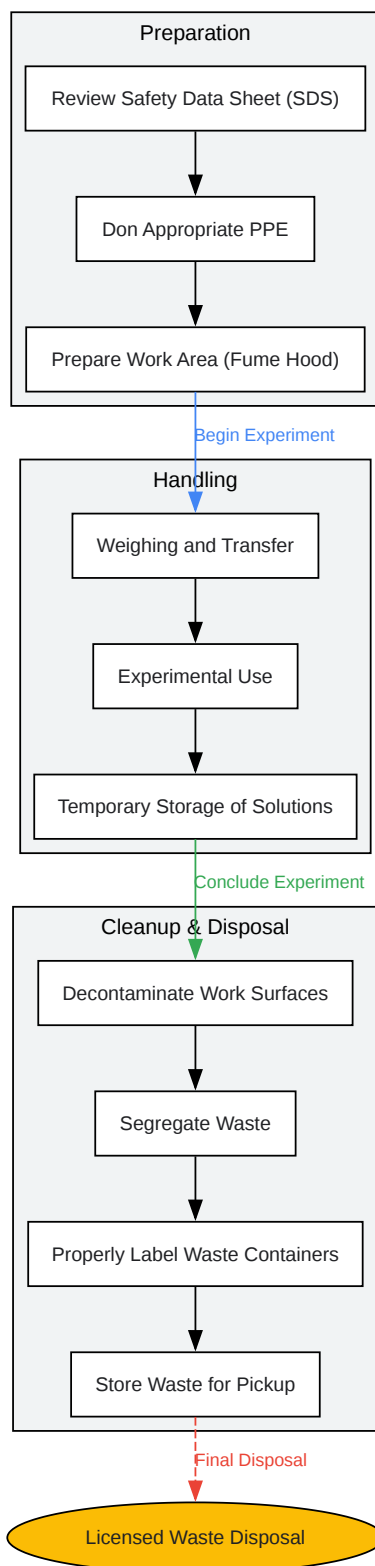 Preparation
Review Safety Data Sheet (SDS)
Don Appropriate PPE
Prepare Work Area (Fume Hood)
Begin Experiment
Handling
Weighing and Transfer
Experimental Use
Temporary Storage of Solutions
Conclude Experiment
Cleanup & Disposal
Decontaminate Work Surfaces
Segregate Waste
Properly Label Waste Containers
Store Waste for Pickup
Final Disposal
Licensed Waste Disposal